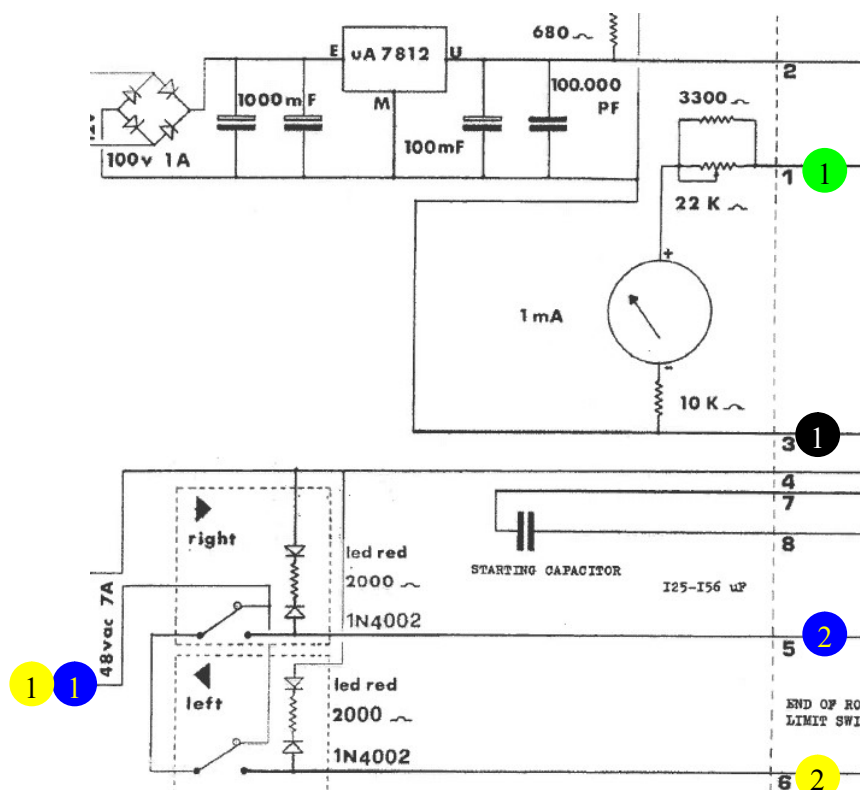 680 Ω
E uA 7812 U
2
1000mF
M
100.000
PF
3300 Ω
12v
100v 1A
100mF
1 1
22 K Ω
+
1 mA
-
10 K Ω
1
3
4
7
right
8
led red
STARTING CAPACITOR
2000 Ω
I25-I56 uF
48vac 7A
1N4002
2
5
1 1
left
led red
END OF RO
2000 Ω
LIMIT SWI
1N4002
6 2